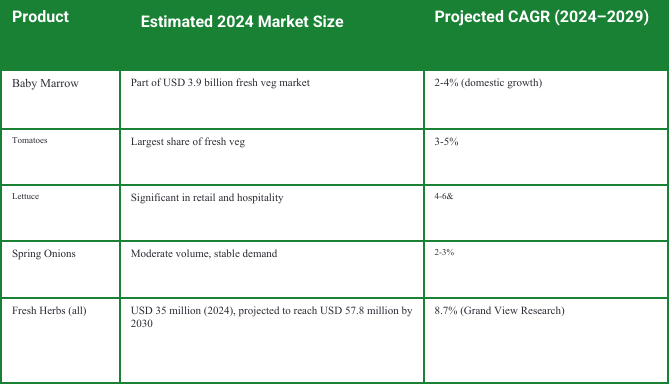 Product Estimated 2024 Market Size Projected CAGR (2024–2029)
Baby Marrow Part of USD 3.9 billion fresh veg market 2-4% (domestic growth)
Tomatoes Largest share of fresh veg 3-5%
Lettuce Significant in retail and hospitality 4-6&
Spring Onions Moderate volume, stable demand 2-3%
Fresh Herbs (all) USD 35 million (2024), projected to reach USD 57.8 million by 8.7% (Grand View Research)
2030